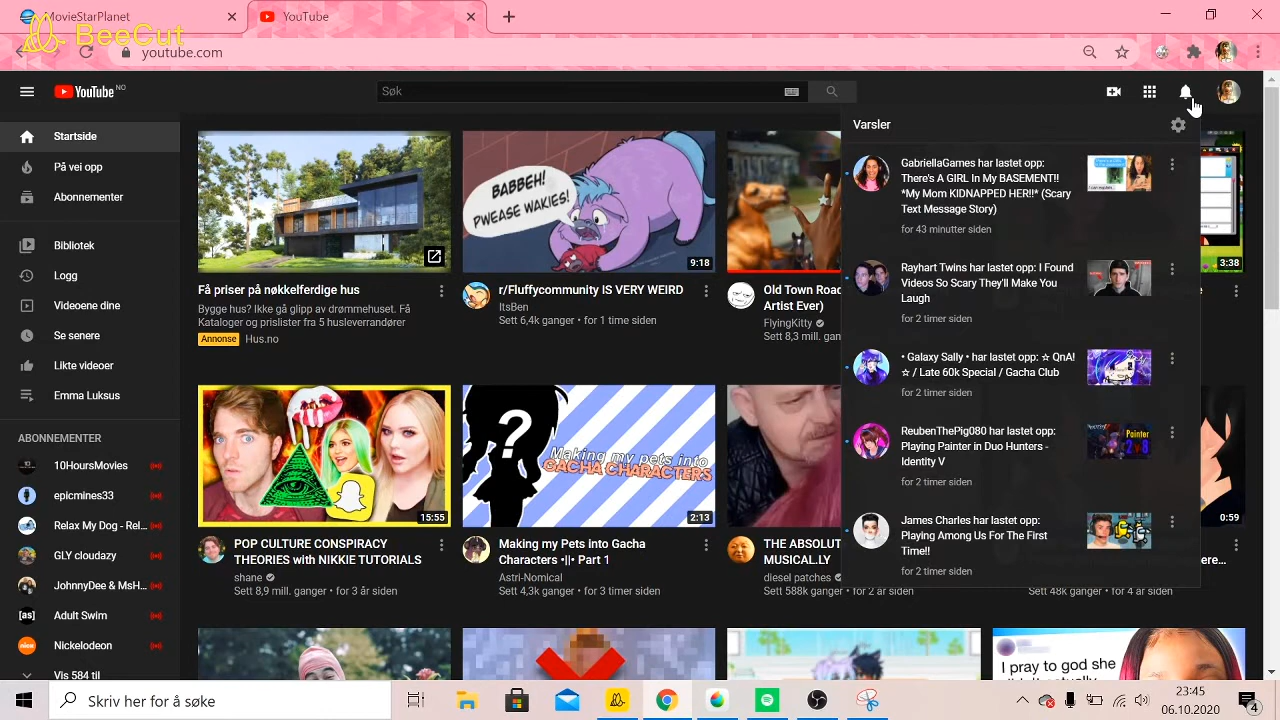 MovieStarPlanet
YouTube
BeeCut
youtube.com
YouTube NO
Søk
Startside
På vei opp
Abonnementer
Bibliotek
Logg
Videoene dine
Se senere
Likte videoer
Emma Luksus
ABONNEMENTER
10HoursMovies
epicmines33
Relax My Dog - Rel...
GLY cloudazy
JohnnyDee & MsH...
Adult Swim
Nickelodeon
Vis 584 til
Få priser på nøkkelferdige hus
Bygge hus? Ikke gå glipp av drømmehuset. Få
Kataloger og prislister fra 5 husleverandører
Annonse Hus.no
BABBEH!
PWEASE WAKIES!
9:18
r/Fluffycommunity IS VERY WEIRD
ItsBen
Sett 6,4k ganger • for 1 time siden
Old Town Road
Artist Ever)
FlyingKitty
Sett 8,3 mill. gan
3:38
15:55
POP CULTURE CONSPIRACY
THEORIES with NIKKIE TUTORIALS
shane
Sett 8,9 mill. ganger • for 3 år siden
?
Making my pets into
GACHA CHARACTERS
2:13
Making my Pets into Gacha
Characters •||• Part 1
Astri-Nomical
Sett 4,3k ganger • for 3 timer siden
THE ABSOLUT
MUSICAL.LY
diesel patches
Sett 588k ganger • for 2 år siden
0:59
ere...
Sett 48k ganger • for 4 år siden
I pray to god she
Varsler
GabriellaGames har lastet opp:
There's A GIRL In My BASEMENT!!
*My Mom KIDNAPPED HER!!* (Scary
Text Message Story)
for 43 minutter siden
Rayhart Twins har lastet opp: I Found
Videos So Scary They'll Make You
Laugh
for 2 timer siden
• Galaxy Sally • har lastet opp: ☆ QnA!
☆ / Late 60k Special / Gacha Club
for 2 timer siden
ReubenThePig080 har lastet opp:
Playing Painter in Duo Hunters -
Identity V
for 2 timer siden
Painter
2 v 8
James Charles har lastet opp:
Playing Among Us For The First
Time!!
for 2 timer siden
Skriv her for å søke
23:45
06.10.2020
4